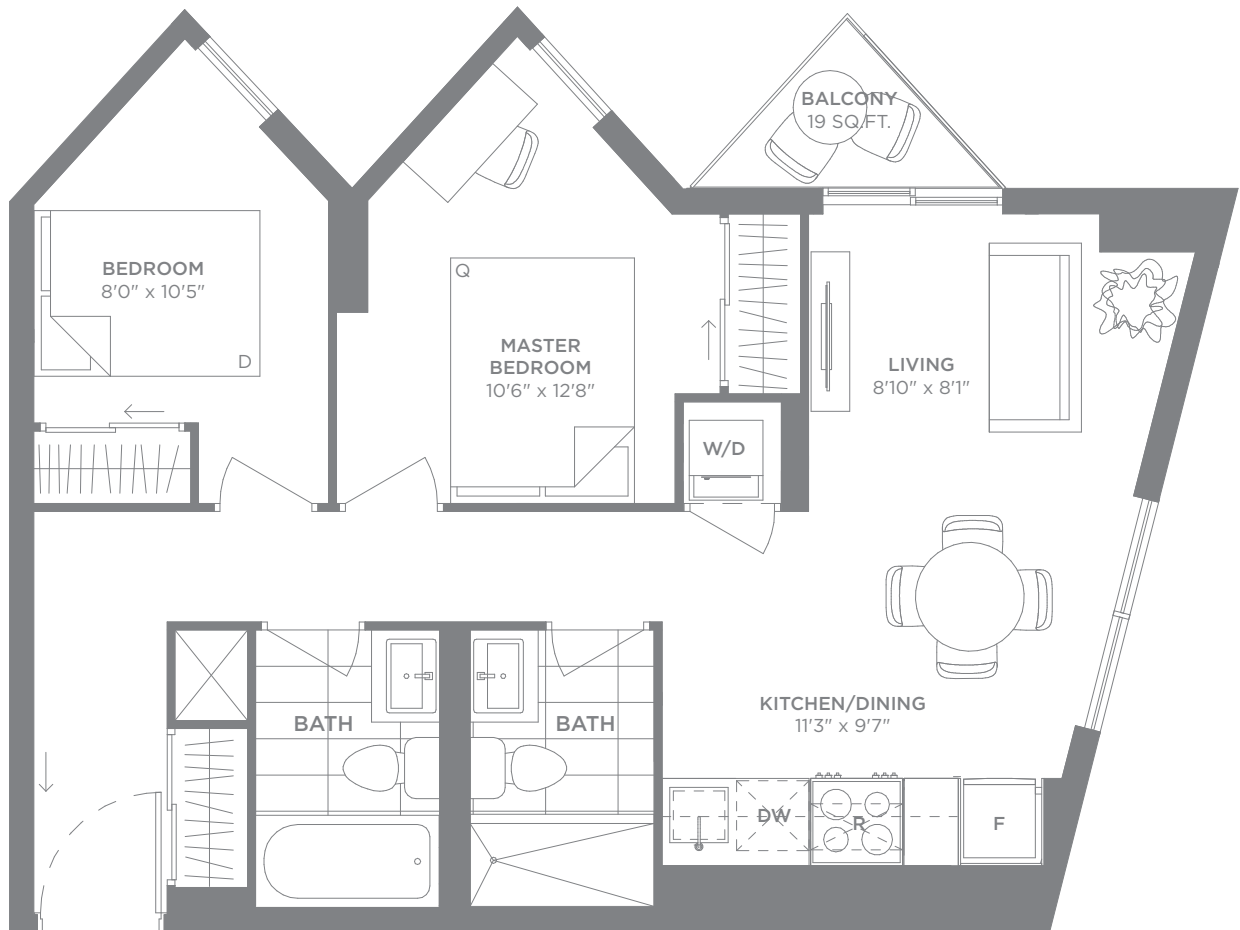 BALCONY
19 SQ.FT.
BEDROOM
8'0" x 10'5"
D
Q
MASTER
BEDROOM
10'6" x 12'8"
LIVING
8'10" x 8'1"
W/D
KITCHEN/DINING
11'3" x 9'7"
BATH
BATH
DW
R
F